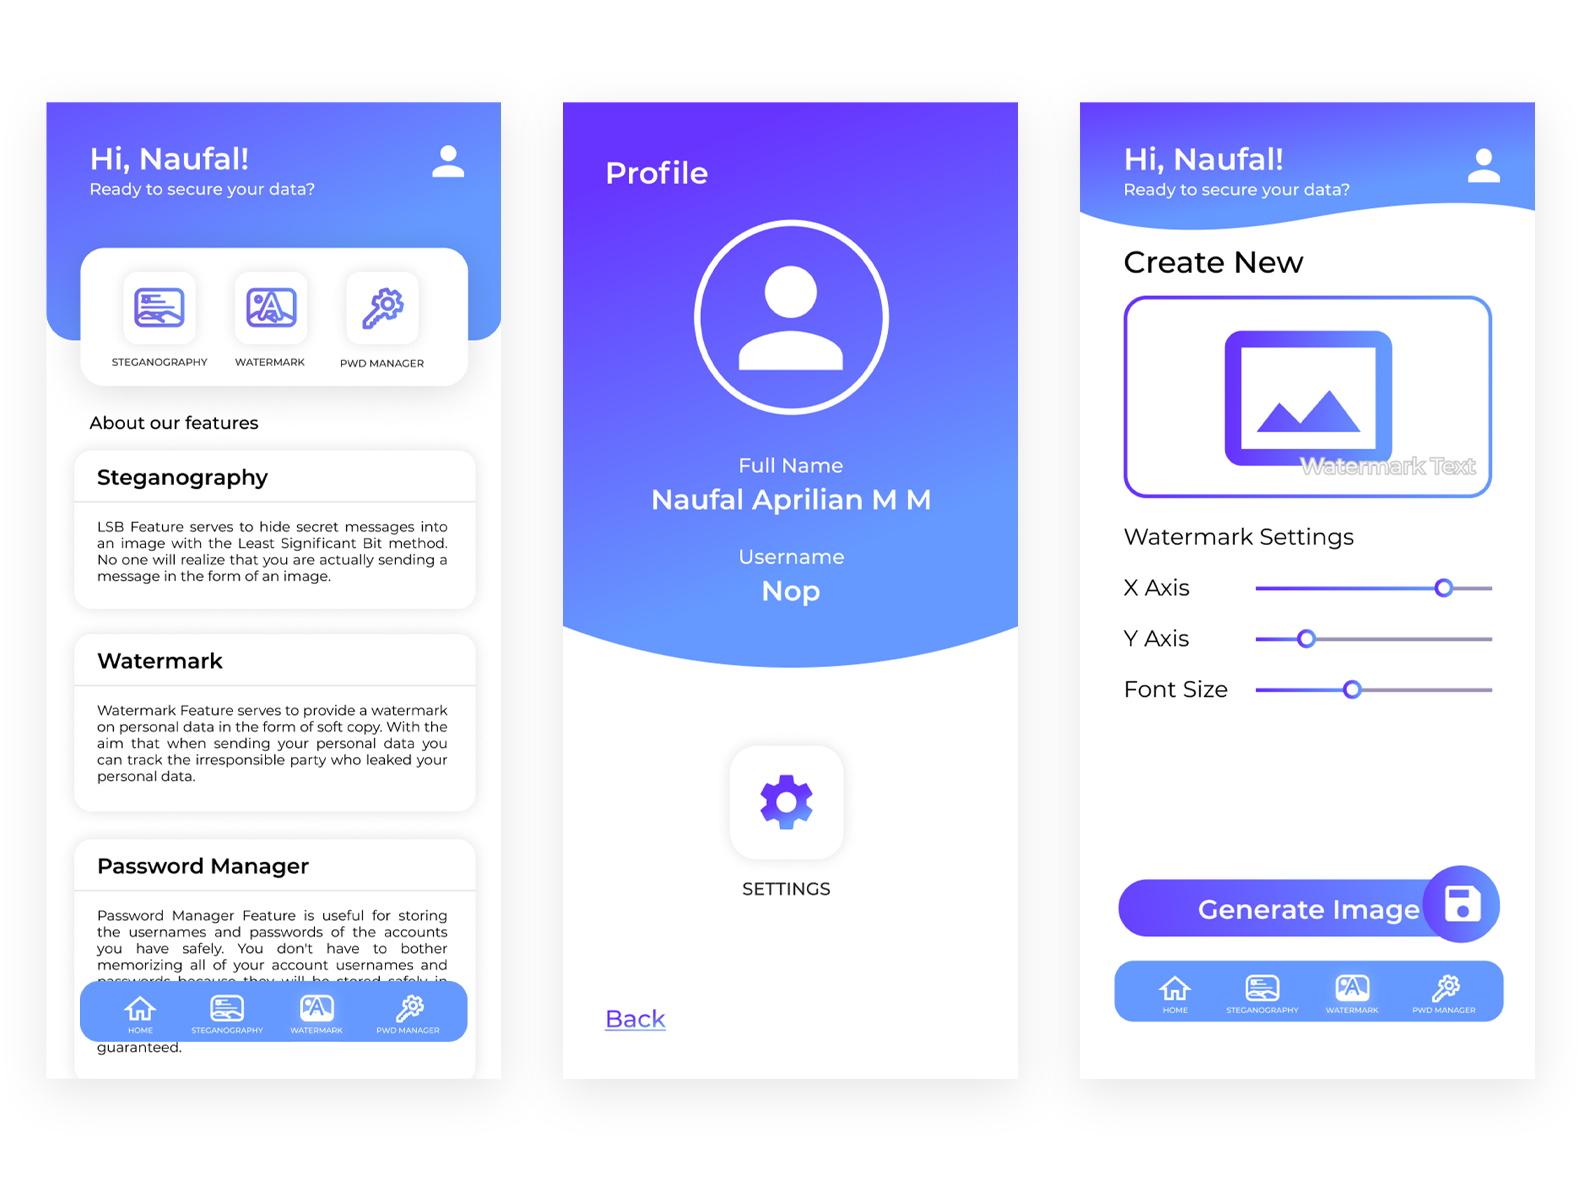 Hi, Naufal!
Ready to secure your data?
STEGANOGRAPHY
WATERMARK
PWD MANAGER
About our features
Steganography
LSB Feature serves to hide secret messages into
an image with the Least Significant Bit method.
No one will realize that you are actually sending a
message in the form of an image.
Watermark
Watermark Feature serves to provide a watermark
on personal data in the form of soft copy. With the
aim that when sending your personal data you
can track the irresponsible party who leaked your
personal data.
Password Manager
Password Manager Feature is useful for storing
the usernames and passwords of the accounts
you have safely. You don't have to bother
memorizing all of your account usernames and
passwords because they will be stored safely in
HOME
STEGANOGRAPHY
WATERMARK
PWD MANAGER
guaranteed.
Profile
Full Name
Naufal Aprilian M M
Username
Nop
SETTINGS
Back
Hi, Naufal!
Ready to secure your data?
Create New
Watermark Text
Watermark Settings
X Axis
Y Axis
Font Size
Generate Image
HOME
STEGANOGRAPHY
WATERMARK
PWD MANAGER